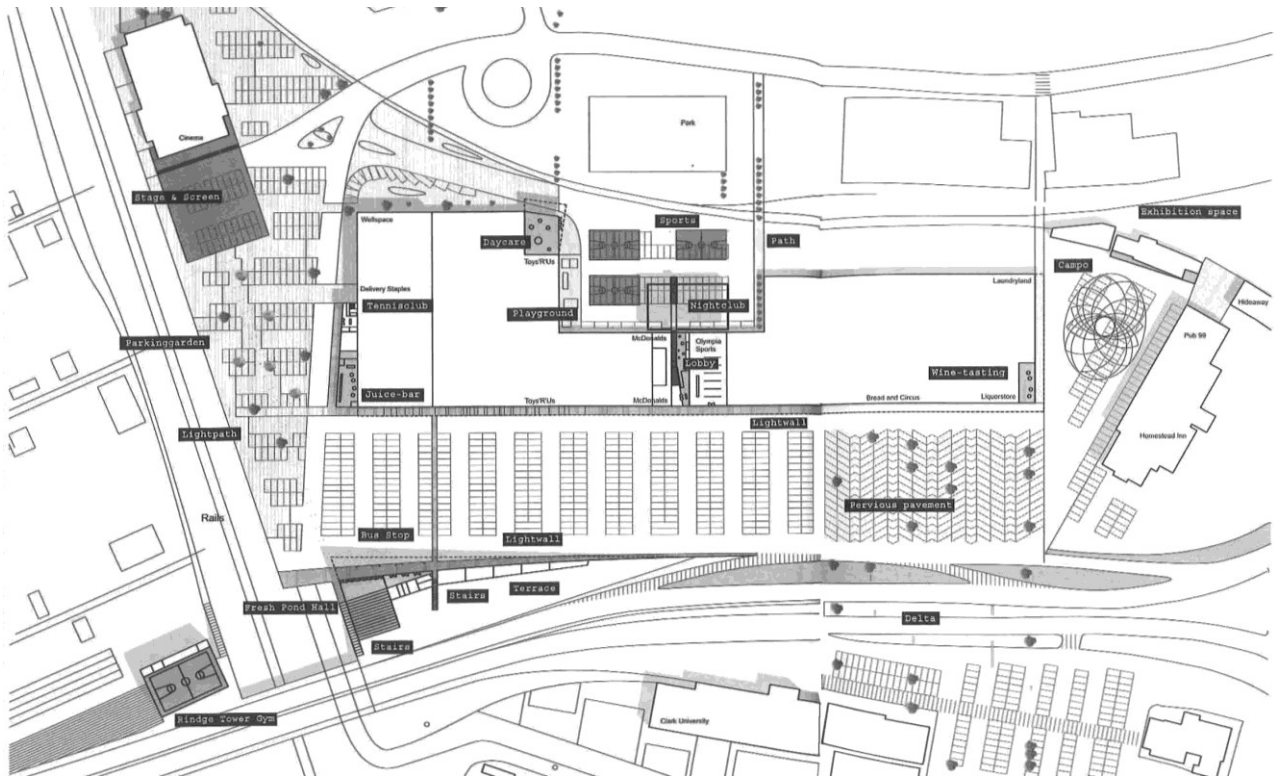 Cinema
Park
Stage & Screen
Wellspace
Sports
Exhibition space
Daycare
Path
Toys'R'Us
Campo
Laundryland
Delivery Staples
Tennisclub
Nightclub
Hideaway
Playground
Pub 99
Parkinggarden
McDonalds
Olympia
Sports
Lobby
Wine-tasting
Juice-bar
Toys'R'Us
McDonalds
Bread and Circus
Liquorstore
Lightpath
Lightwall
Homestead Inn
Pervious pavement
Rails
Bus Stop
Lightwall
Stairs
Terrace
Fresh Pond Hall
Delta
Stairs
Rindge Tower Gym
Clark University